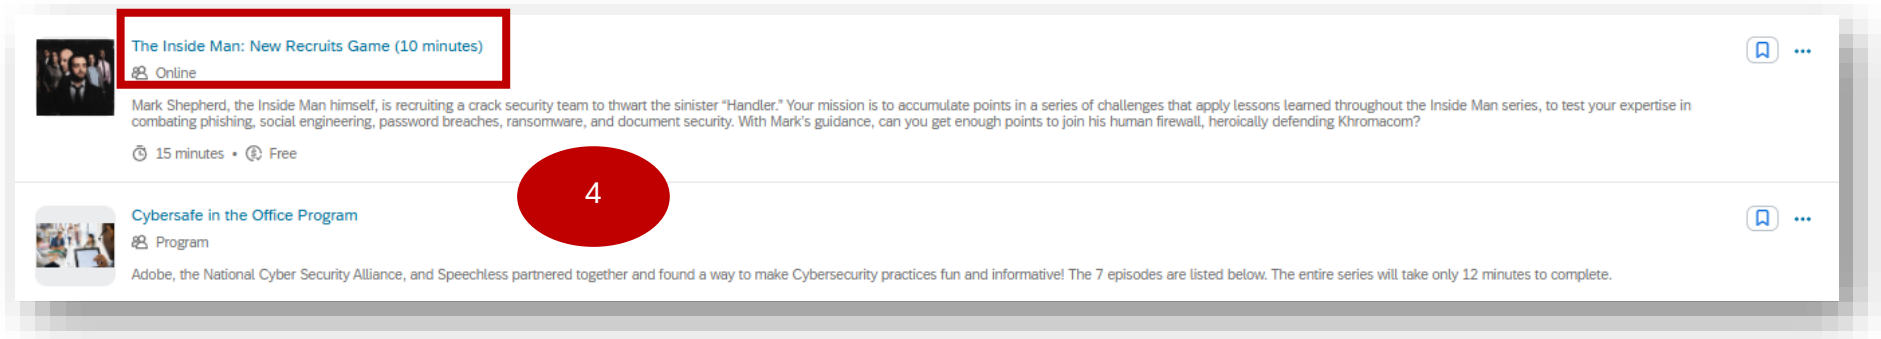 The Inside Man: New Recruits Game (10 minutes)
Online
Mark Shepherd, the Inside Man himself, is recruiting a crack security team to thwart the sinister “Handler.” Your mission is to accumulate points in a series of challenges that apply lessons learned throughout the Inside Man series, to test your expertise in
combating phishing, social engineering, password breaches, ransomware, and document security. With Mark's guidance, can you get enough points to join his human firewall, heroically defending Khromacom?
15 minutes • Free
4
Cybersafe in the Office Program
Program
Adobe, the National Cyber Security Alliance, and Speechless partnered together and found a way to make Cybersecurity practices fun and informative! The 7 episodes are listed below. The entire series will take only 12 minutes to complete.